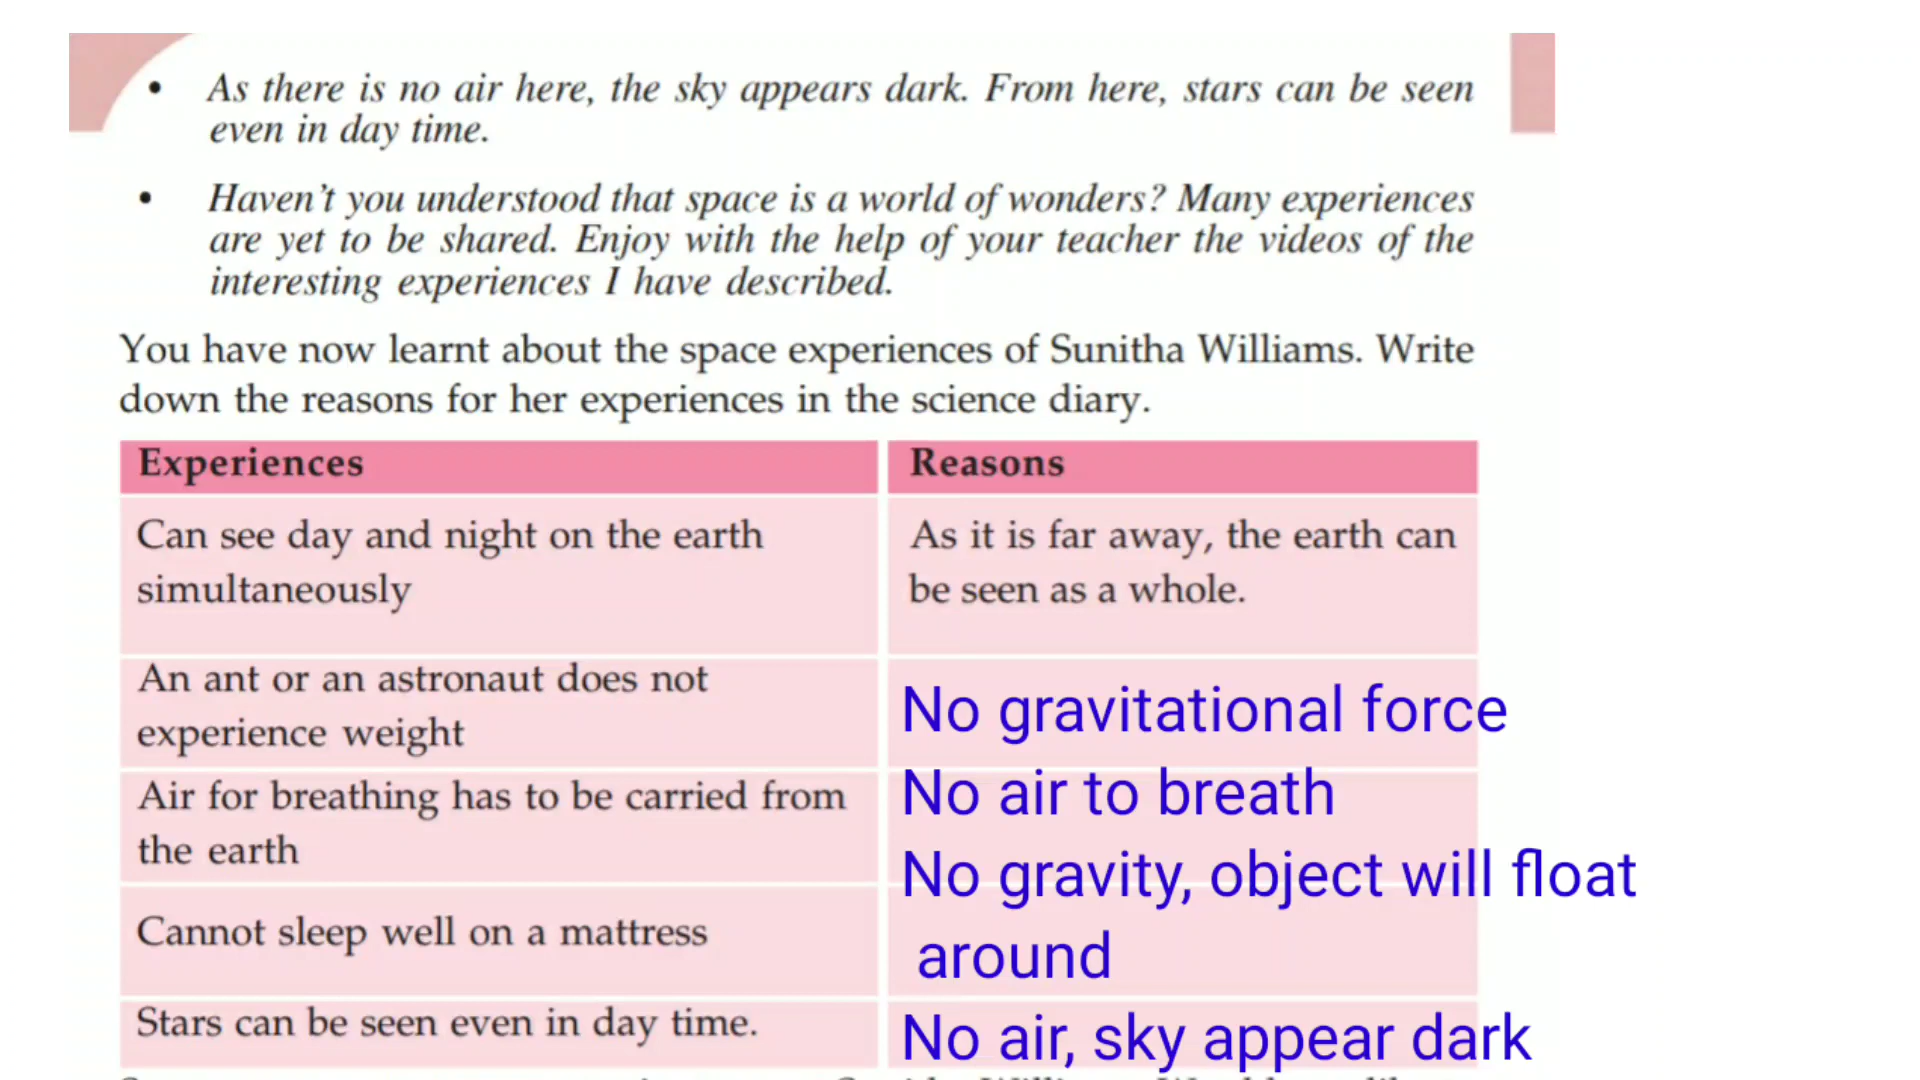 • As there is no air here, the sky appears dark. From here, stars can be seen
even in day time.
• Haven't you understood that space is a world of wonders? Many experiences
are yet to be shared. Enjoy with the help of your teacher the videos of the
interesting experiences I have described.
You have now learnt about the space experiences of Sunitha Williams. Write
down the reasons for her experiences in the science diary.
Experiences
Reasons
Can see day and night on the earth
simultaneously
As it is far away, the earth can
be seen as a whole.
An ant or an astronaut does not
experience weight
No gravitational force
Air for breathing has to be carried from
the earth
No air to breath
Cannot sleep well on a mattress
No gravity, object will float
around
Stars can be seen even in day time.
No air, sky appear dark